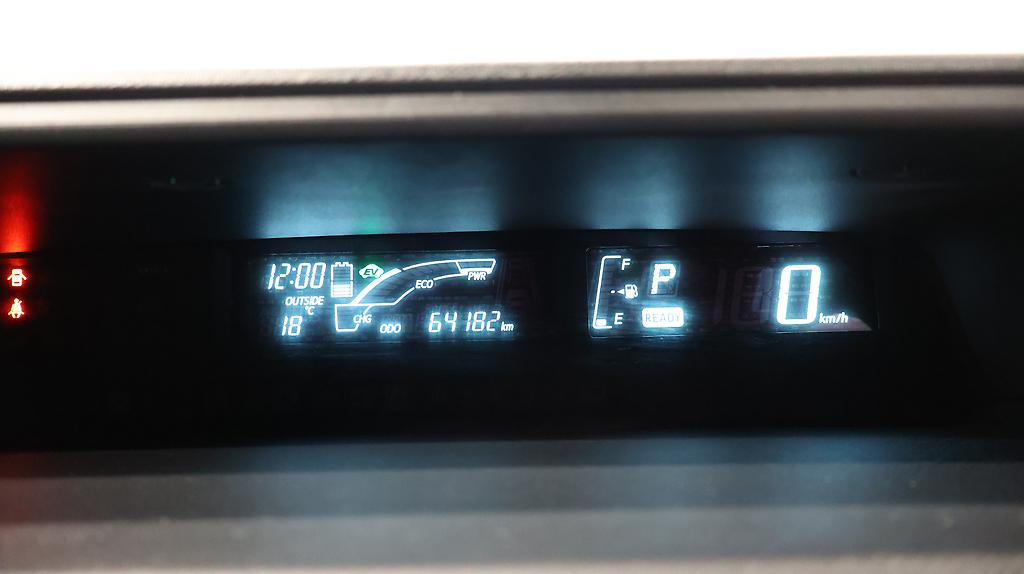 12:00
EV
PWR
ECO
OUTSIDE
°C
18
CHG
ODO
64182 km
F
E
P
READY
0 km/h